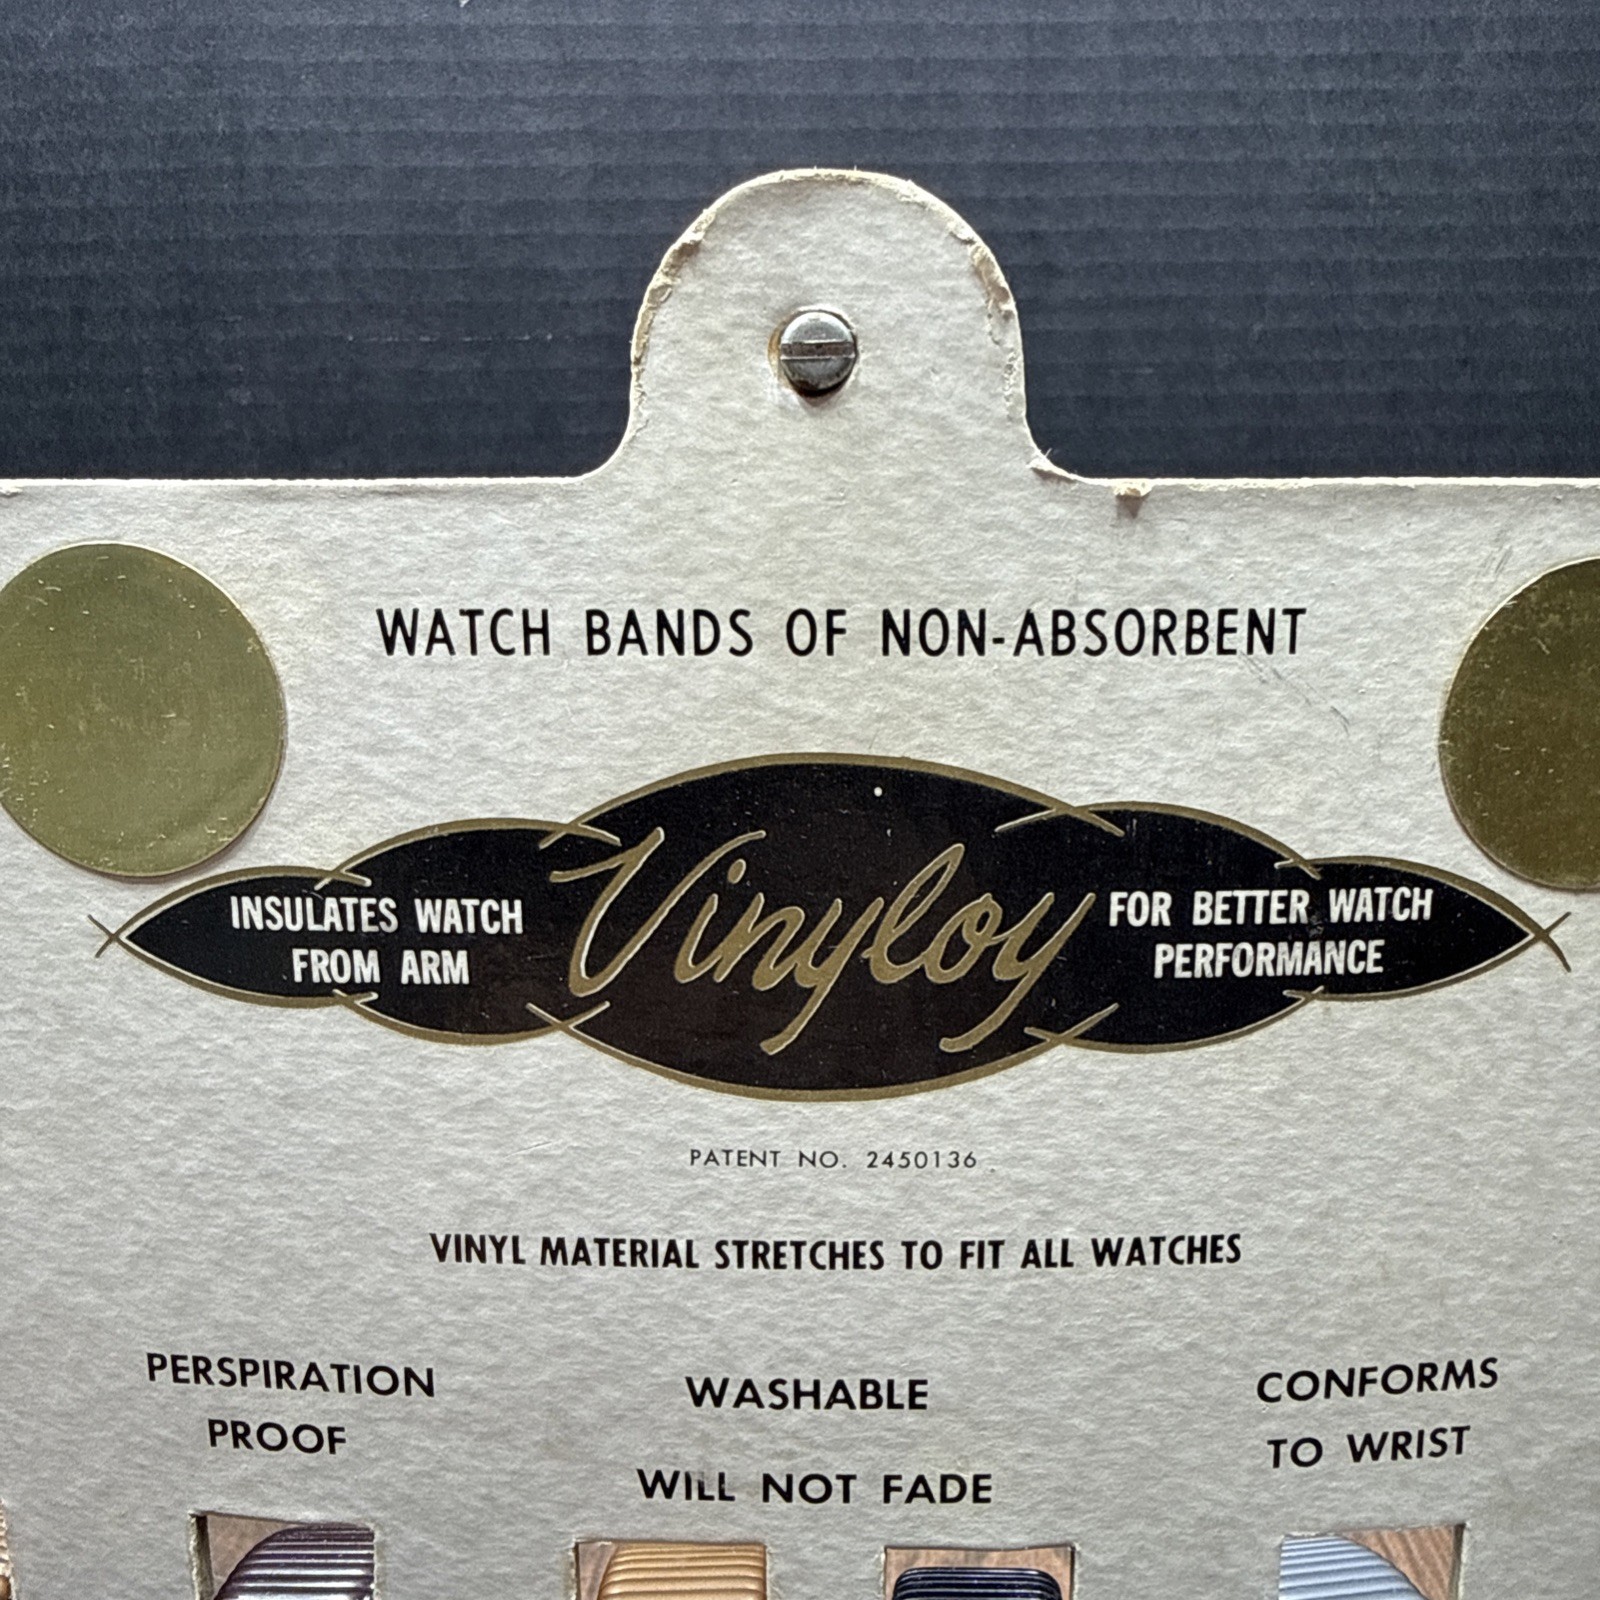 WATCH BANDS OF NON-ABSORBENT
INSULATES WATCH
FROM ARM
Vinyloy
FOR BETTER WATCH
PERFORMANCE
PATENT NO. 2450136
VINYL MATERIAL STRETCHES TO FIT ALL WATCHES
PERSPIRATION
PROOF
WASHABLE
WILL NOT FADE
CONFORMS
TO WRIST